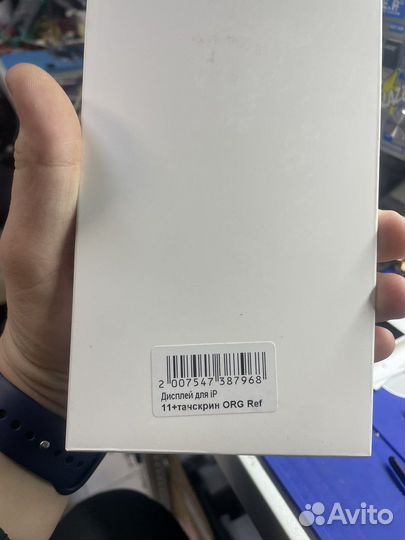 2 007547 387968
Дисплей для iP
11+тачскрин ORG Ref
Avito